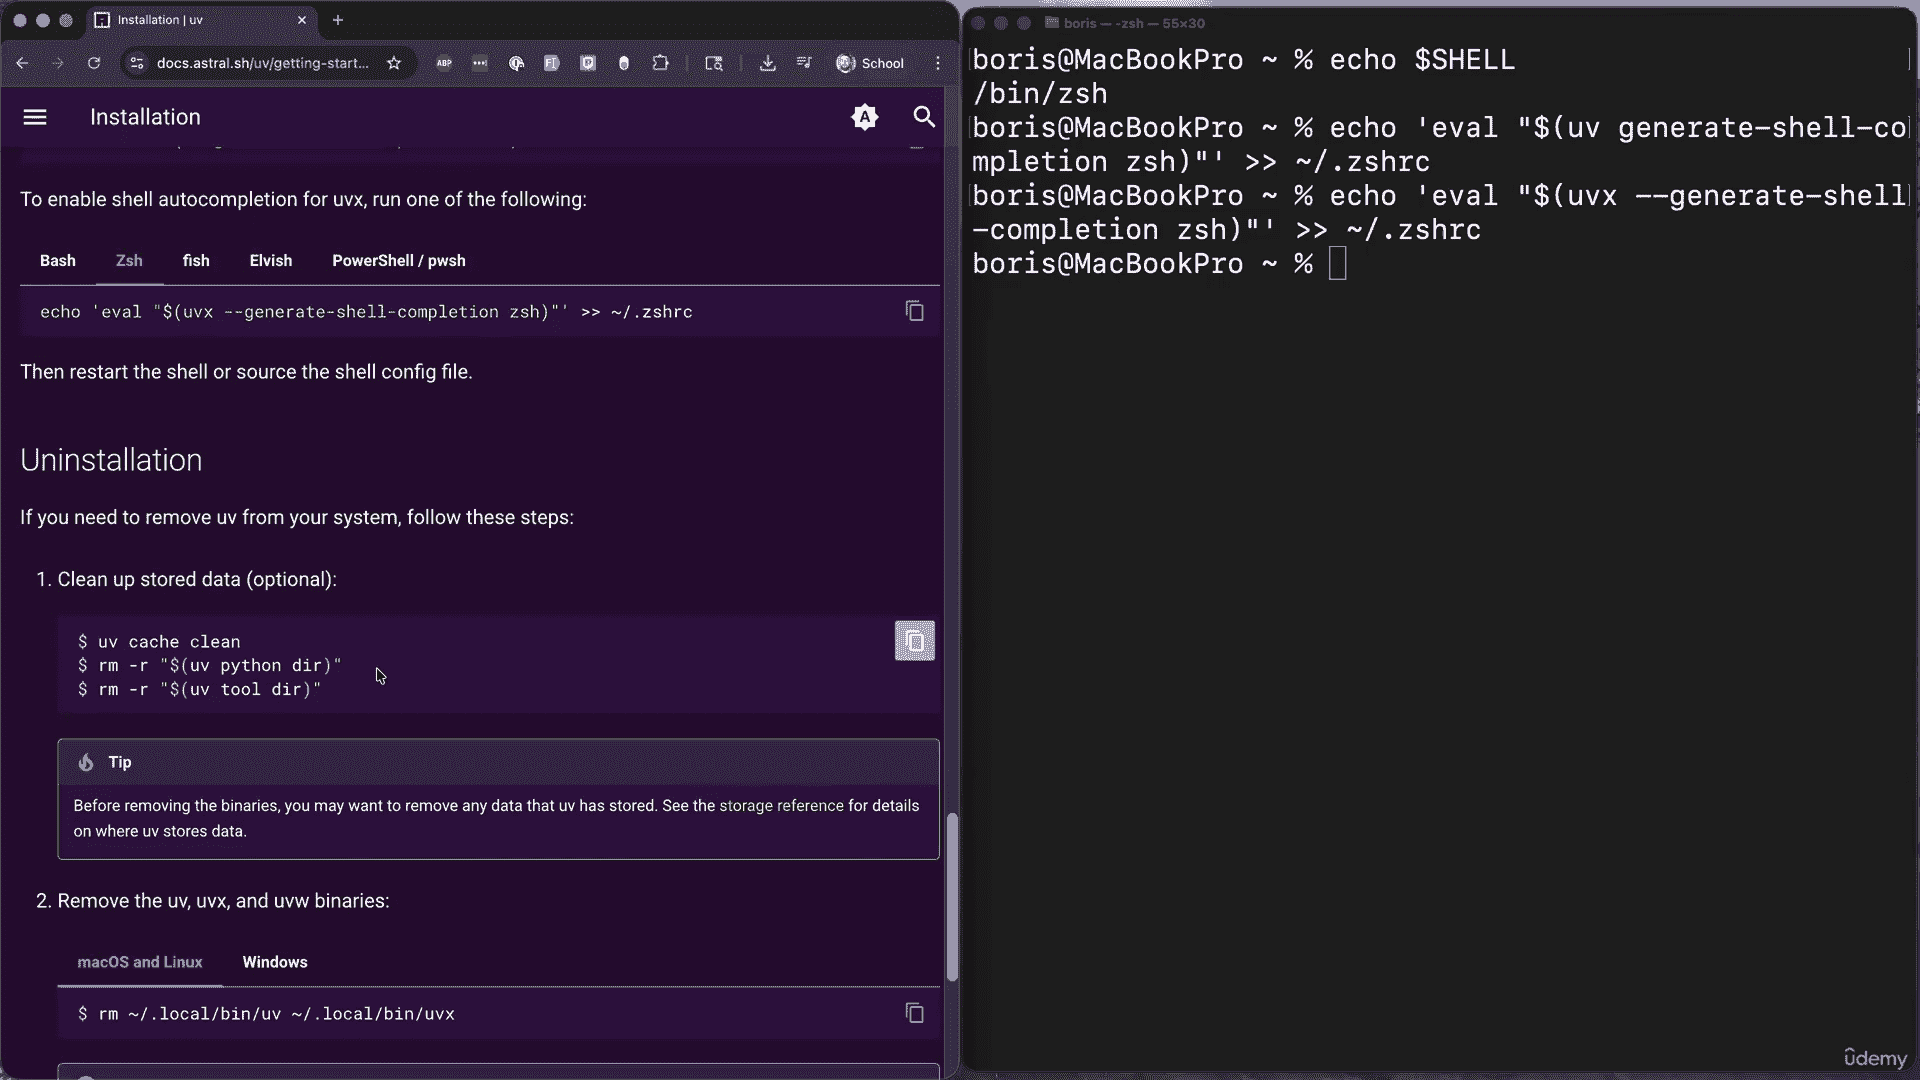 Installation | uv
docs.astral.sh/uv/getting-start...
ABP
School
Installation
A
To enable shell autocompletion for uvx, run one of the following:
Bash Zsh fish Elvish PowerShell / pwsh
echo 'eval "$(uvx --generate-shell-completion zsh)"' >> ~/.zshrc
Then restart the shell or source the shell config file.
Uninstallation
If you need to remove uv from your system, follow these steps:
1. Clean up stored data (optional):
$ uv cache clean
$ rm -r "$(uv python dir)"
$ rm -r "$(uv tool dir)"
Tip
Before removing the binaries, you may want to remove any data that uv has stored. See the storage reference for details
on where uv stores data.
2. Remove the uv, uvx, and uvw binaries:
macOS and Linux Windows
$ rm ~/.local/bin/uv ~/.local/bin/uvx
boris — -zsh — 55×30
boris@MacBookPro ~ % echo $SHELL
/bin/zsh
boris@MacBookPro ~ % echo 'eval "$(uv generate-shell-co
mpletion zsh)"' >> ~/.zshrc
boris@MacBookPro ~ % echo 'eval "$(uvx --generate-shell
-completion zsh)"' >> ~/.zshrc
boris@MacBookPro ~ %
ûdemy